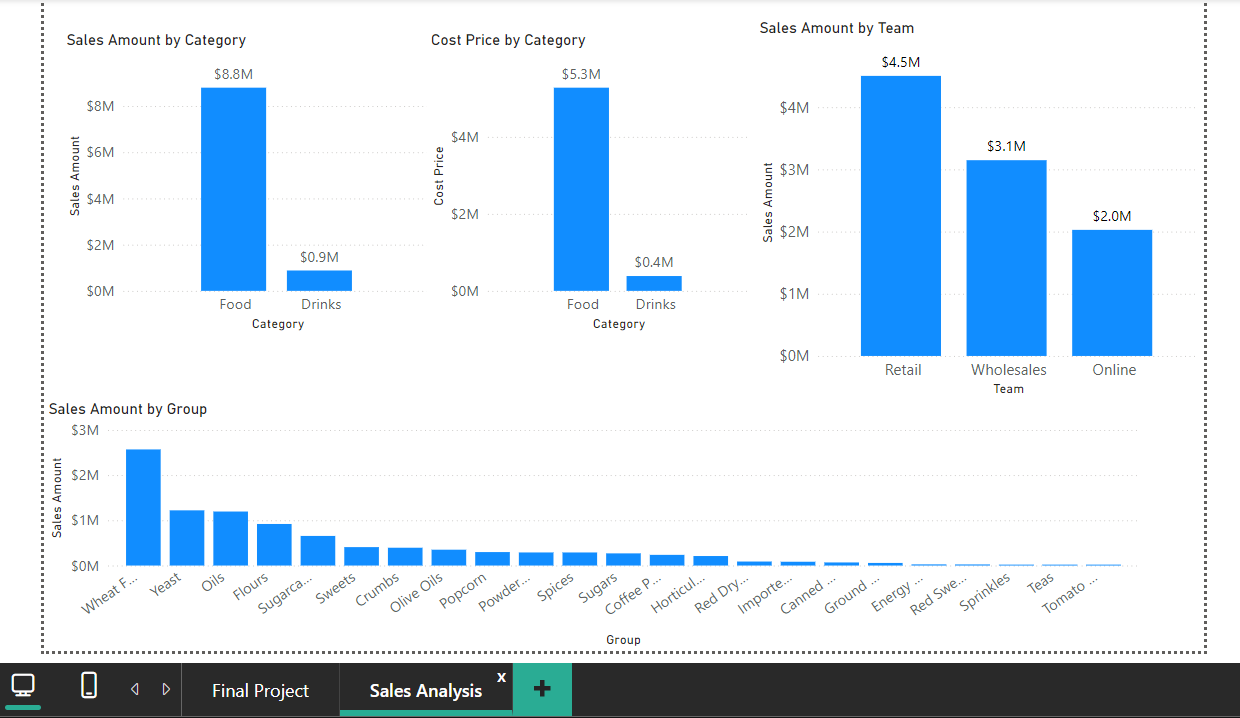 Sales Amount by Category
$8.8M
$8M
$6M
$4M
$2M
$0M
$0.9M
Sales Amount
Food
Drinks
Category
Cost Price by Category
$5.3M
$4M
$2M
$0M
$0.4M
Cost Price
Food
Drinks
Category
Sales Amount by Team
$4.5M
$4M
$3.1M
$3M
$2M
$2.0M
$1M
$0M
Sales Amount
Retail
Wholesales
Online
Team
Sales Amount by Group
$3M
$2M
$1M
$0M
Sales Amount
Wheat F...
Yeast
Oils
Flours
Sugarca...
Sweets
Crumbs
Olive Oils
Popcorn
Powder...
Spices
Sugars
Coffee P...
Horticul...
Red Dry...
Importe...
Canned ...
Ground ...
Energy ...
Red Swe...
Sprinkles
Teas
Tomato ...
Group
Final Project
Sales Analysis
x
+